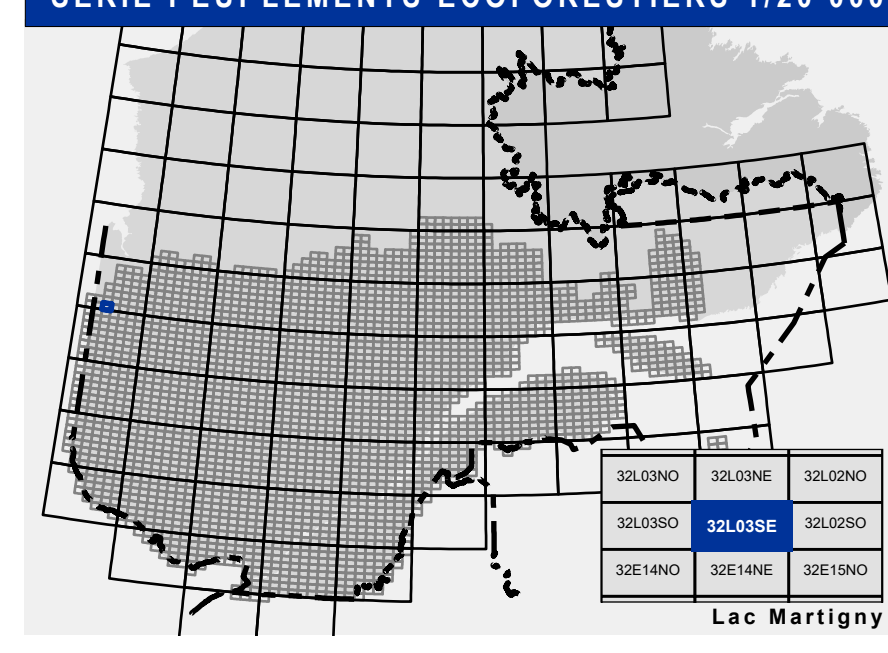 SÉRIE PEUPLEMENTS ÉCOFORESTIERS 1/20 000
32L03NO 32L03NE 32L02NO
32L03SO 32L03SE 32L02SO
32E14NO 32E14NE 32E15NO
Lac Martigny